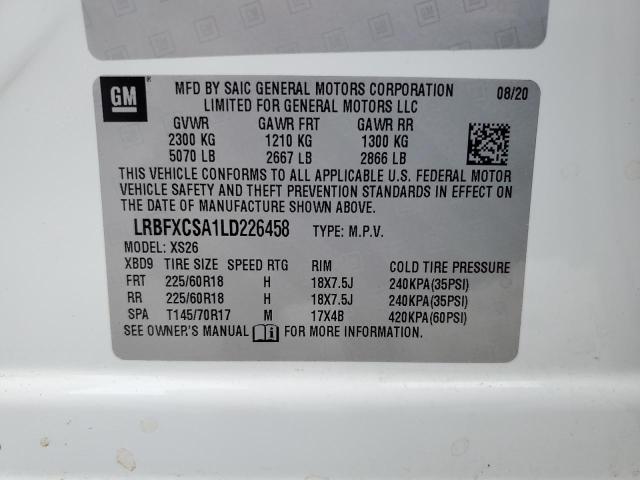 GM ®
MFD BY SAIC GENERAL MOTORS CORPORATION 08/20
LIMITED FOR GENERAL MOTORS LLC
GVWR GAWR FRT GAWR RR
2300 KG 1210 KG 1300 KG
5070 LB 2667 LB 2866 LB
THIS VEHICLE CONFORMS TO ALL APPLICABLE U.S. FEDERAL MOTOR
VEHICLE SAFETY AND THEFT PREVENTION STANDARDS IN EFFECT ON
THE DATE OF MANUFACTURE SHOWN ABOVE.
LRBFXCSA1LD226458 TYPE: M.P.V.
MODEL: XS26
XBD9 TIRE SIZE SPEED RTG RIM COLD TIRE PRESSURE
FRT 225/60R18 H 18X7.5J 240KPA(35PSI)
RR 225/60R18 H 18X7.5J 240KPA(35PSI)
SPA T145/70R17 M 17X4B 420KPA(60PSI)
SEE OWNER'S MANUAL FOR MORE INFORMATION.